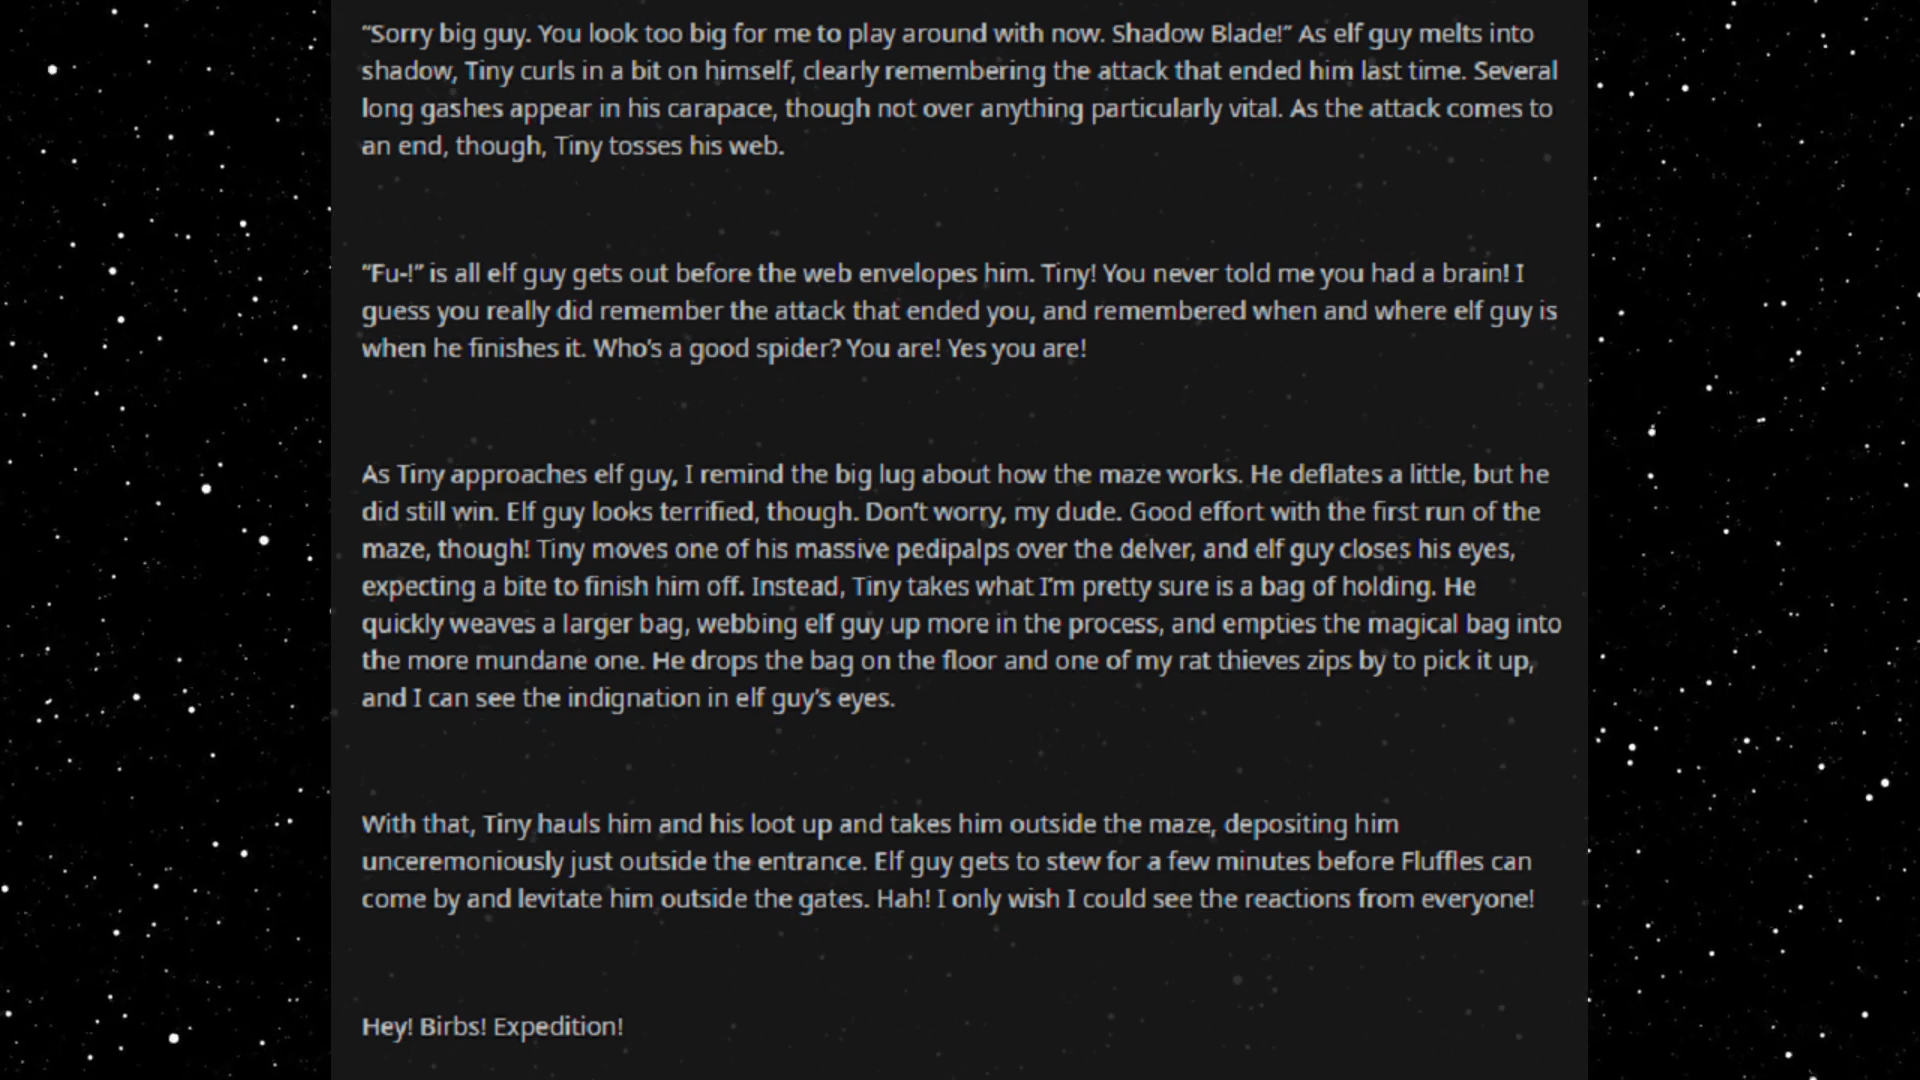 “Sorry big guy. You look too big for me to play around with now. Shadow Blade!” As elf guy melts into
shadow, Tiny curls in a bit on himself, clearly remembering the attack that ended him last time. Several
long gashes appear in his carapace, though not over anything particularly vital. As the attack comes to
an end, though, Tiny tosses his web.
“Fu-!” is all elf guy gets out before the web envelopes him. Tiny! You never told me you had a brain! I
guess you really did remember the attack that ended you, and remembered when and where elf guy is
when he finishes it. Who’s a good spider? You are! Yes you are!
As Tiny approaches elf guy, I remind the big lug about how the maze works. He deflates a little, but he
did still win. Elf guy looks terrified, though. Don’t worry, my dude. Good effort with the first run of the
maze, though! Tiny moves one of his massive pedipalps over the delver, and elf guy closes his eyes,
expecting a bite to finish him off. Instead, Tiny takes what I’m pretty sure is a bag of holding. He
quickly weaves a larger bag, webbing elf guy up more in the process, and empties the magical bag into
the more mundane one. He drops the bag on the floor and one of my rat thieves zips by to pick it up,
and I can see the indignation in elf guy’s eyes.
With that, Tiny hauls him and his loot up and takes him outside the maze, depositing him
unceremoniously just outside the entrance. Elf guy gets to stew for a few minutes before Fluffles can
come by and levitate him outside the gates. Hah! I only wish I could see the reactions from everyone!
Hey! Birbs! Expedition!